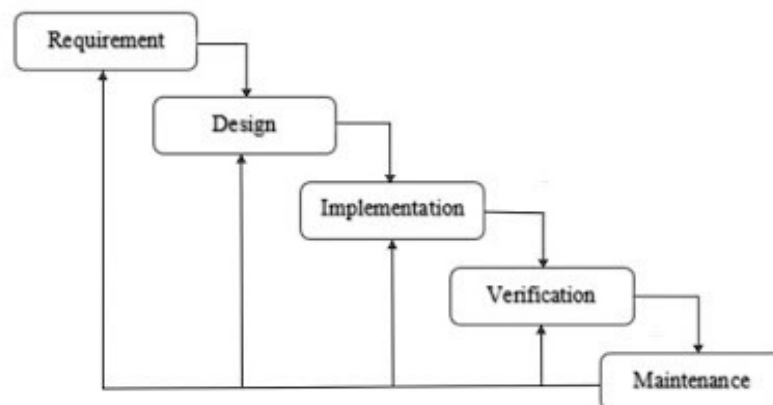 Requirement
Design
Implementation
Verification
Maintenance